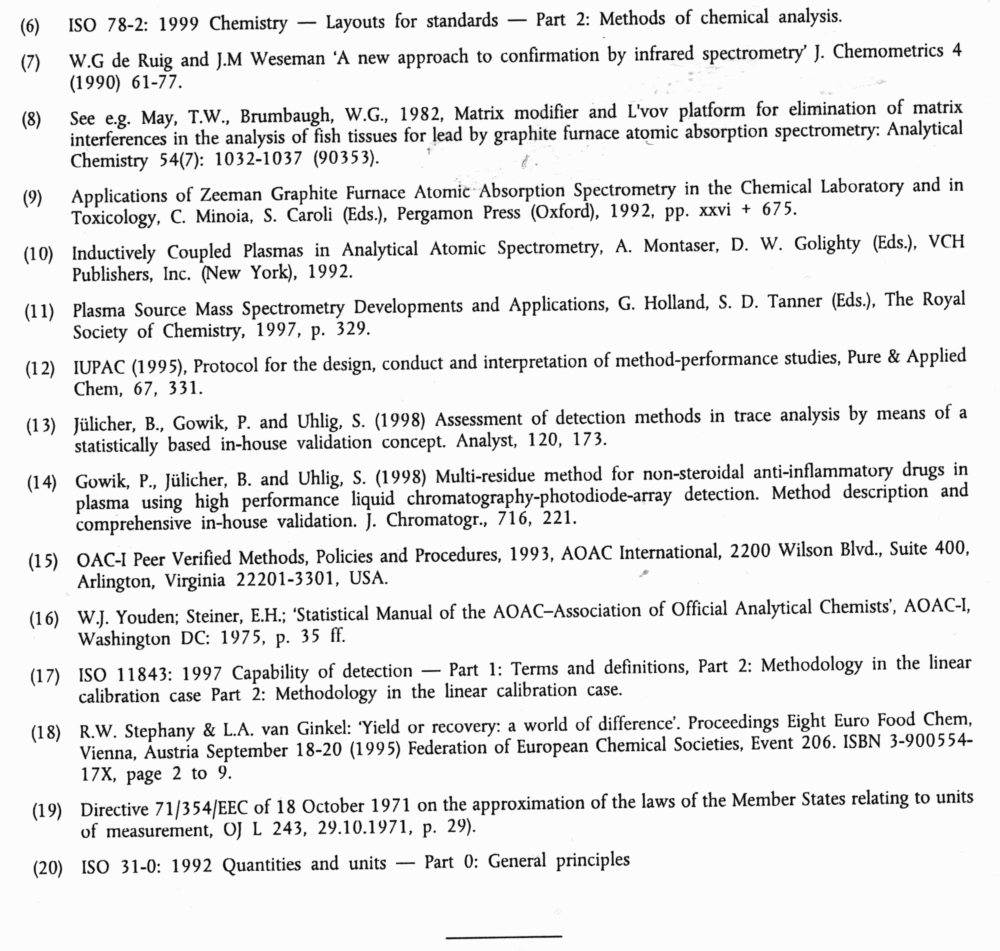 (6) ISO 78-2: 1999 Chemistry — Layouts for standards — Part 2: Methods of chemical analysis.
(7) W.G de Ruig and J.M Weseman ‘A new approach to confirmation by infrared spectrometry’ J. Chemometrics 4
(1990) 61-77.
(8) See e.g. May, T.W., Brumbaugh, W.G., 1982, Matrix modifier and L'vov platform for elimination of matrix
interferences in the analysis of fish tissues for lead by graphite furnace atomic absorption spectrometry: Analytical
Chemistry 54(7): 1032-1037 (90353).
(9) Applications of Zeeman Graphite Furnace Atomic Absorption Spectrometry in the Chemical Laboratory and in
Toxicology, C. Minoia, S. Caroli (Eds.), Pergamon Press (Oxford), 1992, pp. xxvi + 675.
(10) Inductively Coupled Plasmas in Analytical Atomic Spectrometry, A. Montaser, D. W. Golighty (Eds.), VCH
Publishers, Inc. (New York), 1992.
(11) Plasma Source Mass Spectrometry Developments and Applications, G. Holland, S. D. Tanner (Eds.), The Royal
Society of Chemistry, 1997, p. 329.
(12) IUPAC (1995), Protocol for the design, conduct and interpretation of method-performance studies, Pure & Applied
Chem, 67, 331.
(13) Jülicher, B., Gowik, P. and Uhlig, S. (1998) Assessment of detection methods in trace analysis by means of a
statistically based in-house validation concept. Analyst, 120, 173.
(14) Gowik, P., Jülicher, B. and Uhlig, S. (1998) Multi-residue method for non-steroidal anti-inflammatory drugs in
plasma using high performance liquid chromatography-photodiode-array detection. Method description and
comprehensive in-house validation. J. Chromatogr., 716, 221.
(15) OAC-I Peer Verified Methods, Policies and Procedures, 1993, AOAC International, 2200 Wilson Blvd., Suite 400,
Arlington, Virginia 22201-3301, USA.
(16) W.J. Youden; Steiner, E.H.; ‘Statistical Manual of the AOAC–Association of Official Analytical Chemists’, AOAC-I,
Washington DC: 1975, p. 35 ff.
(17) ISO 11843: 1997 Capability of detection — Part 1: Terms and definitions, Part 2: Methodology in the linear
calibration case Part 2: Methodology in the linear calibration case.
(18) R.W. Stephany & L.A. van Ginkel: ‘Yield or recovery: a world of difference’. Proceedings Eight Euro Food Chem,
Vienna, Austria September 18-20 (1995) Federation of European Chemical Societies, Event 206. ISBN 3-900554-
17X, page 2 to 9.
(19) Directive 71/354/EEC of 18 October 1971 on the approximation of the laws of the Member States relating to units
of measurement, OJ L 243, 29.10.1971, p. 29).
(20) ISO 31-0: 1992 Quantities and units — Part 0: General principles